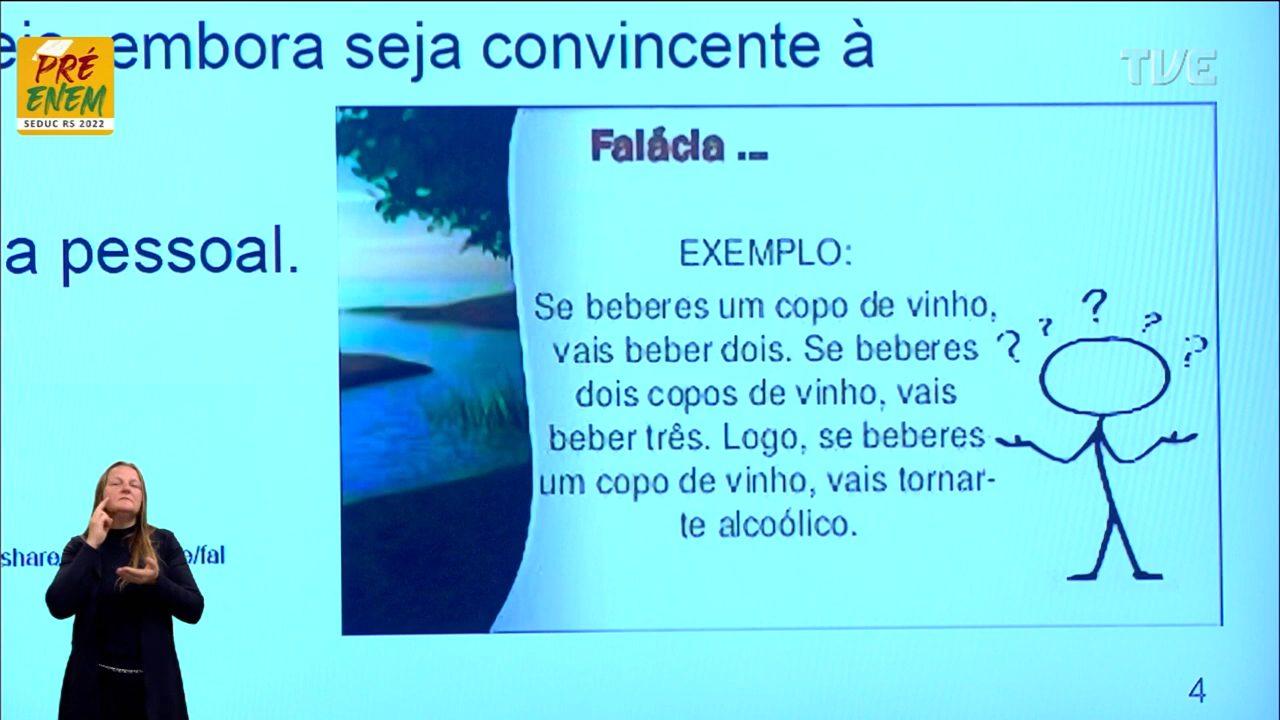 embora seja convincente à
PRÉ
ENEM
SEDUC RS 2022
TVE
Falácia ...
EXEMPLO:
a pessoal.
Se beberes um copo de vinho,
vais beber dois. Se beberes
dois copos de vinho, vais
beber três. Logo, se beberes
um copo de vinho, vais tornar-
te alcoólico.
? ? ? ? ?
share /fal
4